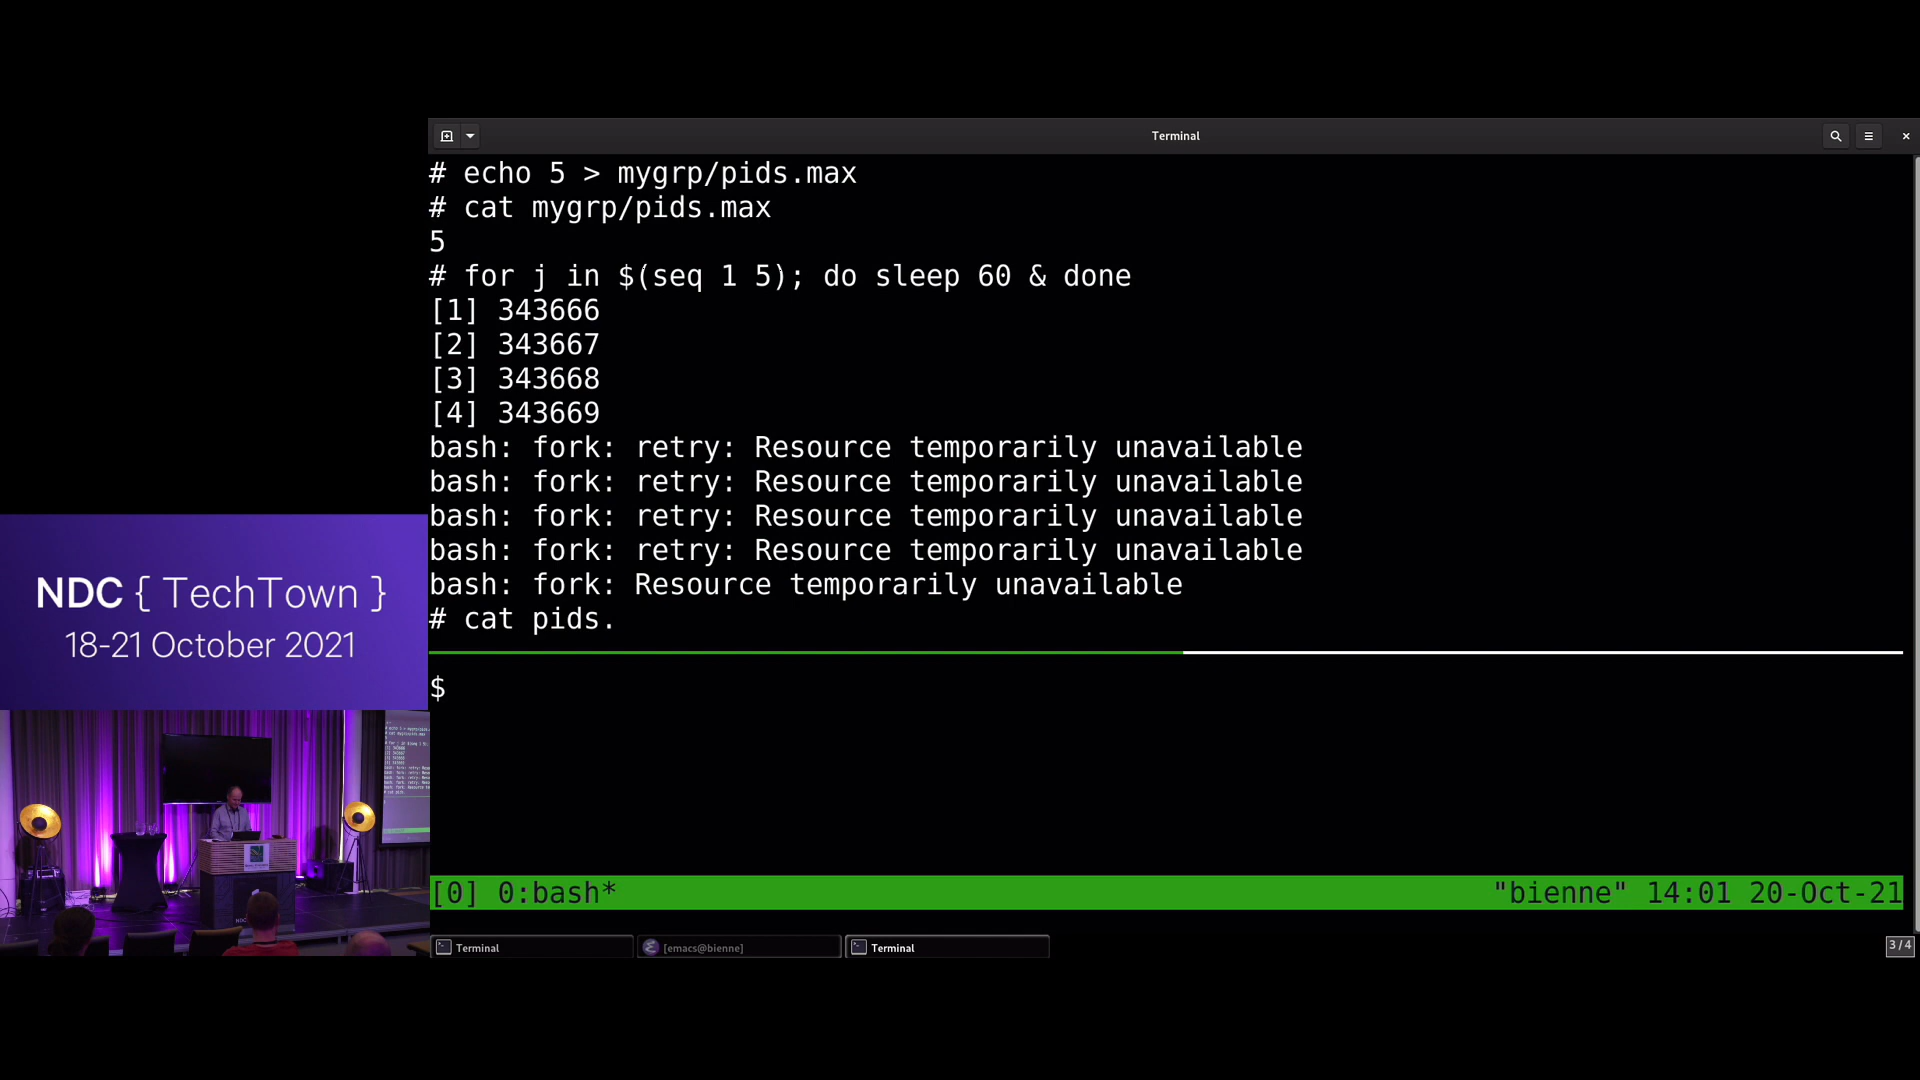 Terminal
# echo 5 > mygrp/pids.max
# cat mygrp/pids.max
5
# for j in $(seq 1 5); do sleep 60 & done
[1] 343666
[2] 343667
[3] 343668
[4] 343669
bash: fork: retry: Resource temporarily unavailable
bash: fork: retry: Resource temporarily unavailable
bash: fork: retry: Resource temporarily unavailable
bash: fork: retry: Resource temporarily unavailable
bash: fork: Resource temporarily unavailable
# cat pids.
$
[0] 0:bash* "bienne" 14:01 20-Oct-21
Terminal [emacs@bienne] Terminal 3/4
NDC { TechTown }
18-21 October 2021